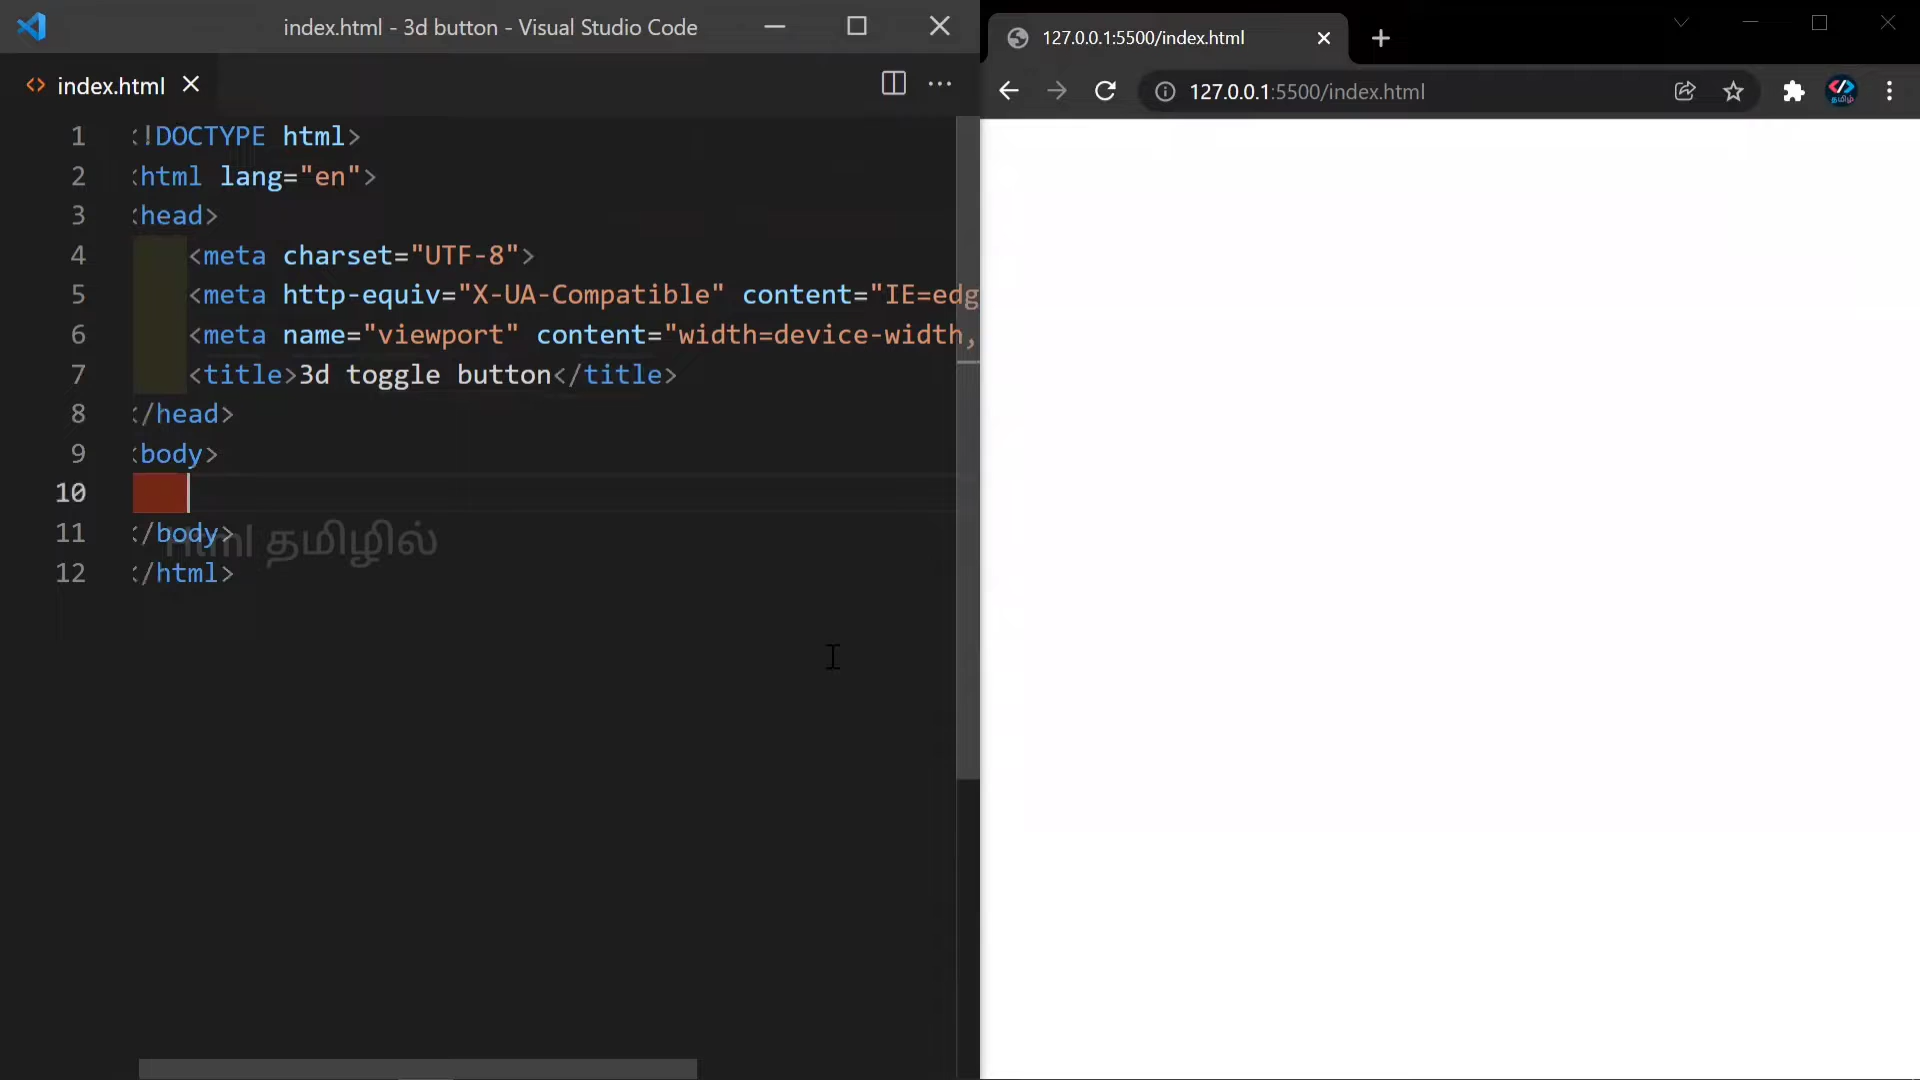 index.html - 3d button - Visual Studio Code
index.html
1 <!DOCTYPE html>
2 <html lang="en">
3 <head>
4 <meta charset="UTF-8">
5 <meta http-equiv="X-UA-Compatible" content="IE=edg
6 <meta name="viewport" content="width=device-width,
7 <title>3d toggle button</title>
8 </head>
9 <body>
10
11 </body>
12 </html>
Html தமிழில்
127.0.0.1:5500/index.html
127.0.0.1:5500/index.html
தமிழ்